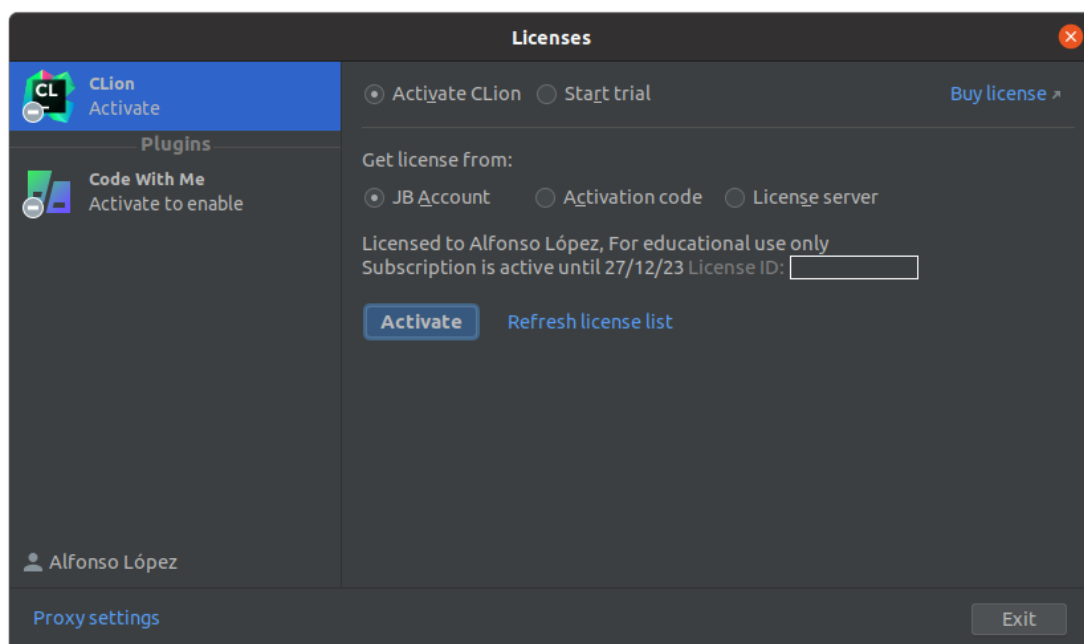 Licenses
CL
CLion
Activate
Plugins
Code With Me
Activate to enable
Alfonso López
Activate CLion Start trial Buy license
Get license from:
JB Account Activation code License server
Licensed to Alfonso López, For educational use only
Subscription is active until 27/12/23 License ID:
Activate Refresh license list
Proxy settings Exit